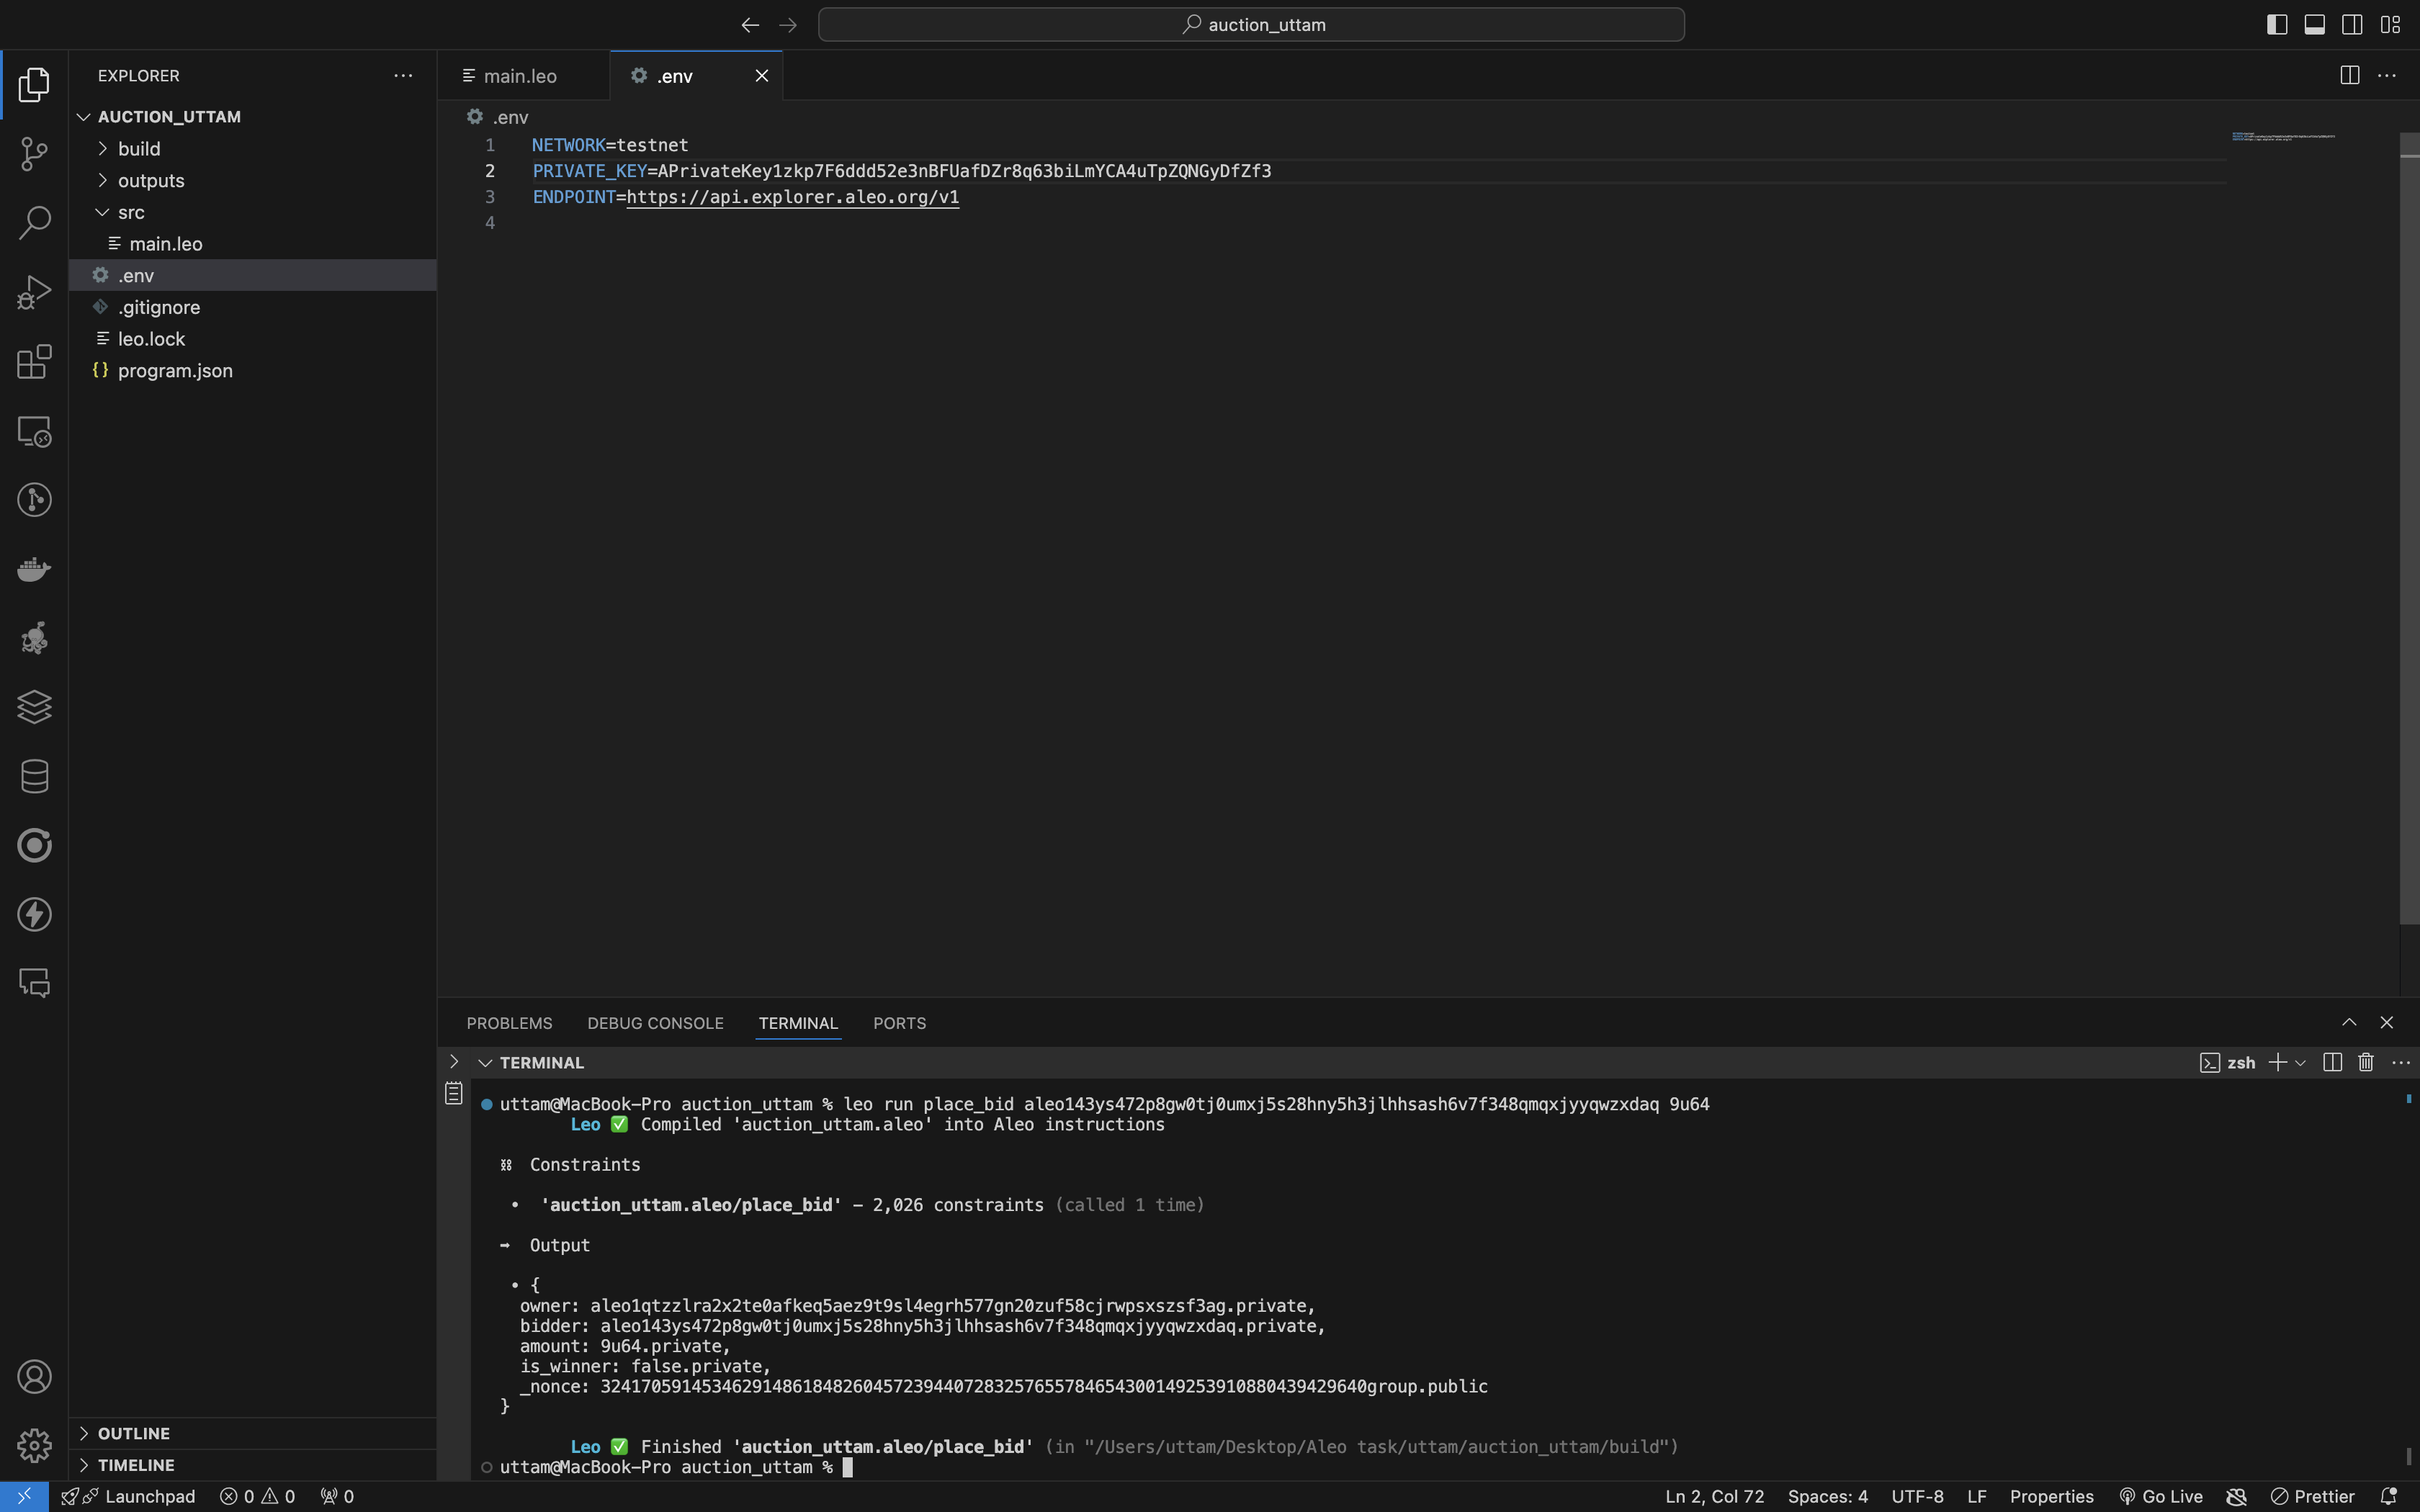 auction_uttam
EXPLORER
AUCTION_UTTAM
build
outputs
src
main.leo
.env
.gitignore
leo.lock
program.json
OUTLINE
TIMELINE
main.leo
.env
.env
1 NETWORK=testnet
2 PRIVATE_KEY=APrivateKey1zkp7F6ddd52e3nBFUafDZr8q63biLmYCA4uTpZQNGyDfZf3
3 ENDPOINT=https://api.explorer.aleo.org/v1
4
PROBLEMS DEBUG CONSOLE TERMINAL PORTS
TERMINAL
zsh
uttam@MacBook-Pro auction_uttam % leo run place_bid aleo143ys472p8gw0tj0umxj5s28hny5h3jlhhsash6v7f348qmqxjyyqwzxdaq 9u64
Leo ✅ Compiled 'auction_uttam.aleo' into Aleo instructions
Constraints
• 'auction_uttam.aleo/place_bid' – 2,026 constraints (called 1 time)
➡ Output
• {
owner: aleo1qtzzlra2x2te0afkeq5aez9t9sl4egrh577gn20zuf58cjrwpsxszsf3ag.private,
bidder: aleo143ys472p8gw0tj0umxj5s28hny5h3jlhhsash6v7f348qmqxjyyqwzxdaq.private,
amount: 9u64.private,
is_winner: false.private,
_nonce: 3241705914534629148618482604572394407283257655784654300149253910880439429640group.public
}
Leo ✅ Finished 'auction_uttam.aleo/place_bid' (in "/Users/uttam/Desktop/Aleo task/uttam/auction_uttam/build")
uttam@MacBook-Pro auction_uttam %
Launchpad 0 0 0 Ln 2, Col 72 Spaces: 4 UTF-8 LF Properties Go Live Prettier